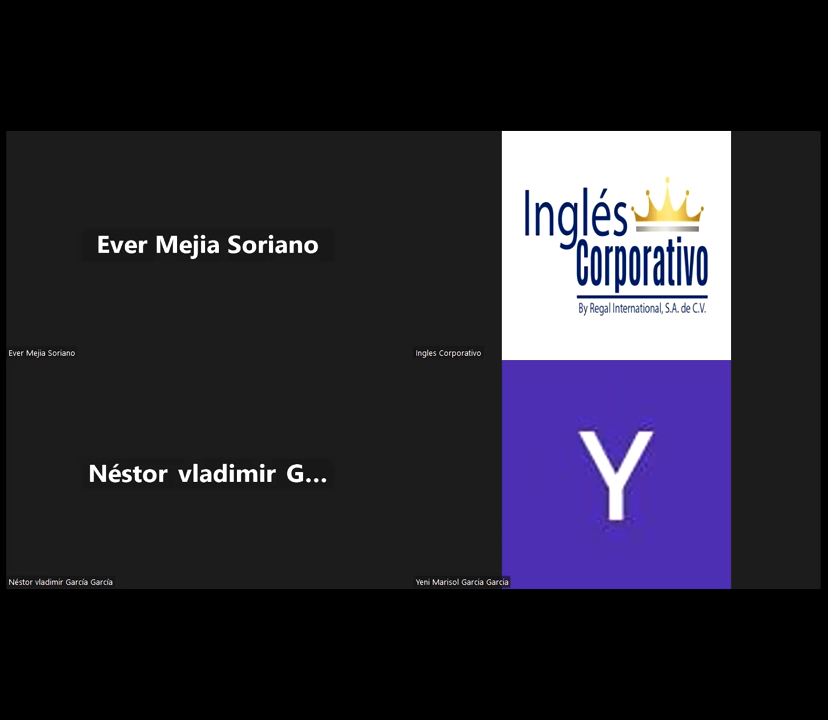 Ever Mejia Soriano
Ever Mejia Soriano
Inglés
Corporativo
By Regal International, S.A. de C.V.
Ingles Corporativo
Néstor vladimir G...
Néstor vladimir García García
Y
Yeni Marisol Garcia Garcia